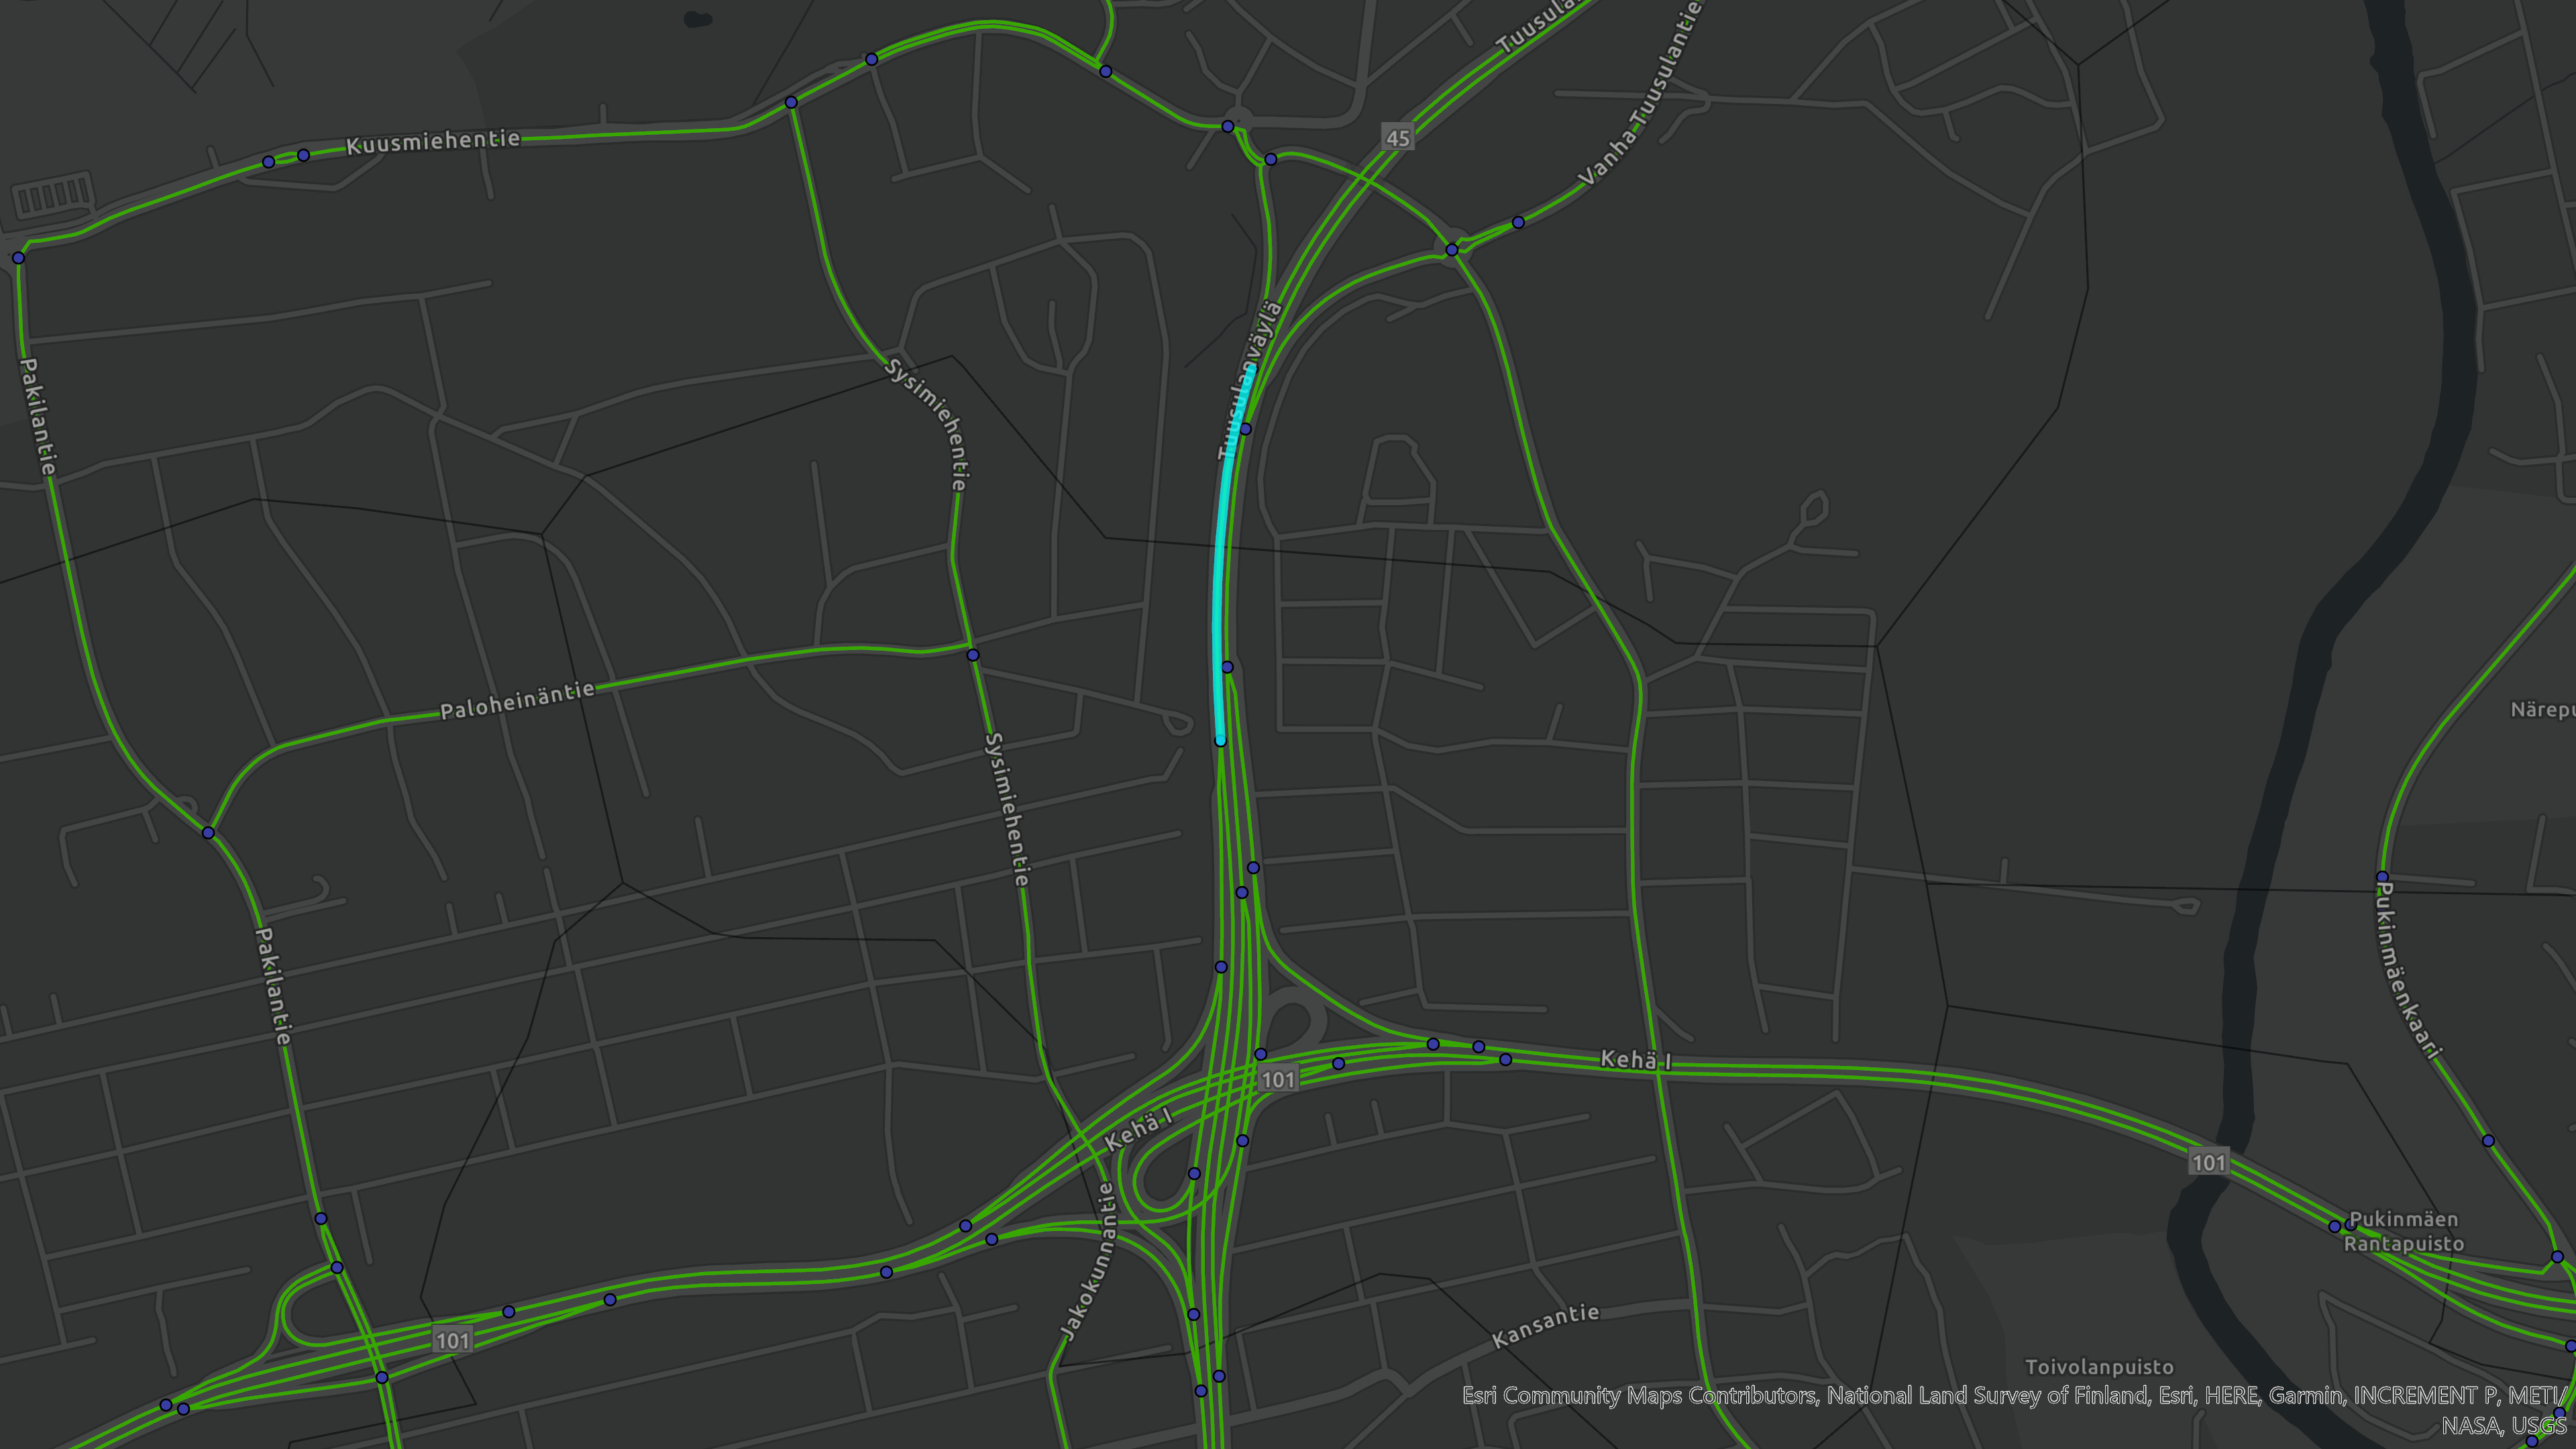 Tuusula
45
Vanha Tuusulantie
Kuusmiehentie
Tuusulanväylä
Pakilantie
Sysimiehentie
Paloheinäntie
Närepu
Sysimiehentie
Pukinmäenkaari
Pakilantie
Kehä I
101
Kehä I
101
Jakokunnantie
Pukinmäen
Rantapuisto
Kansantie
101
Toivolanpuisto
Esri Community Maps Contributors, National Land Survey of Finland, Esri, HERE, Garmin, INCREMENT P, METI/
NASA, USGS